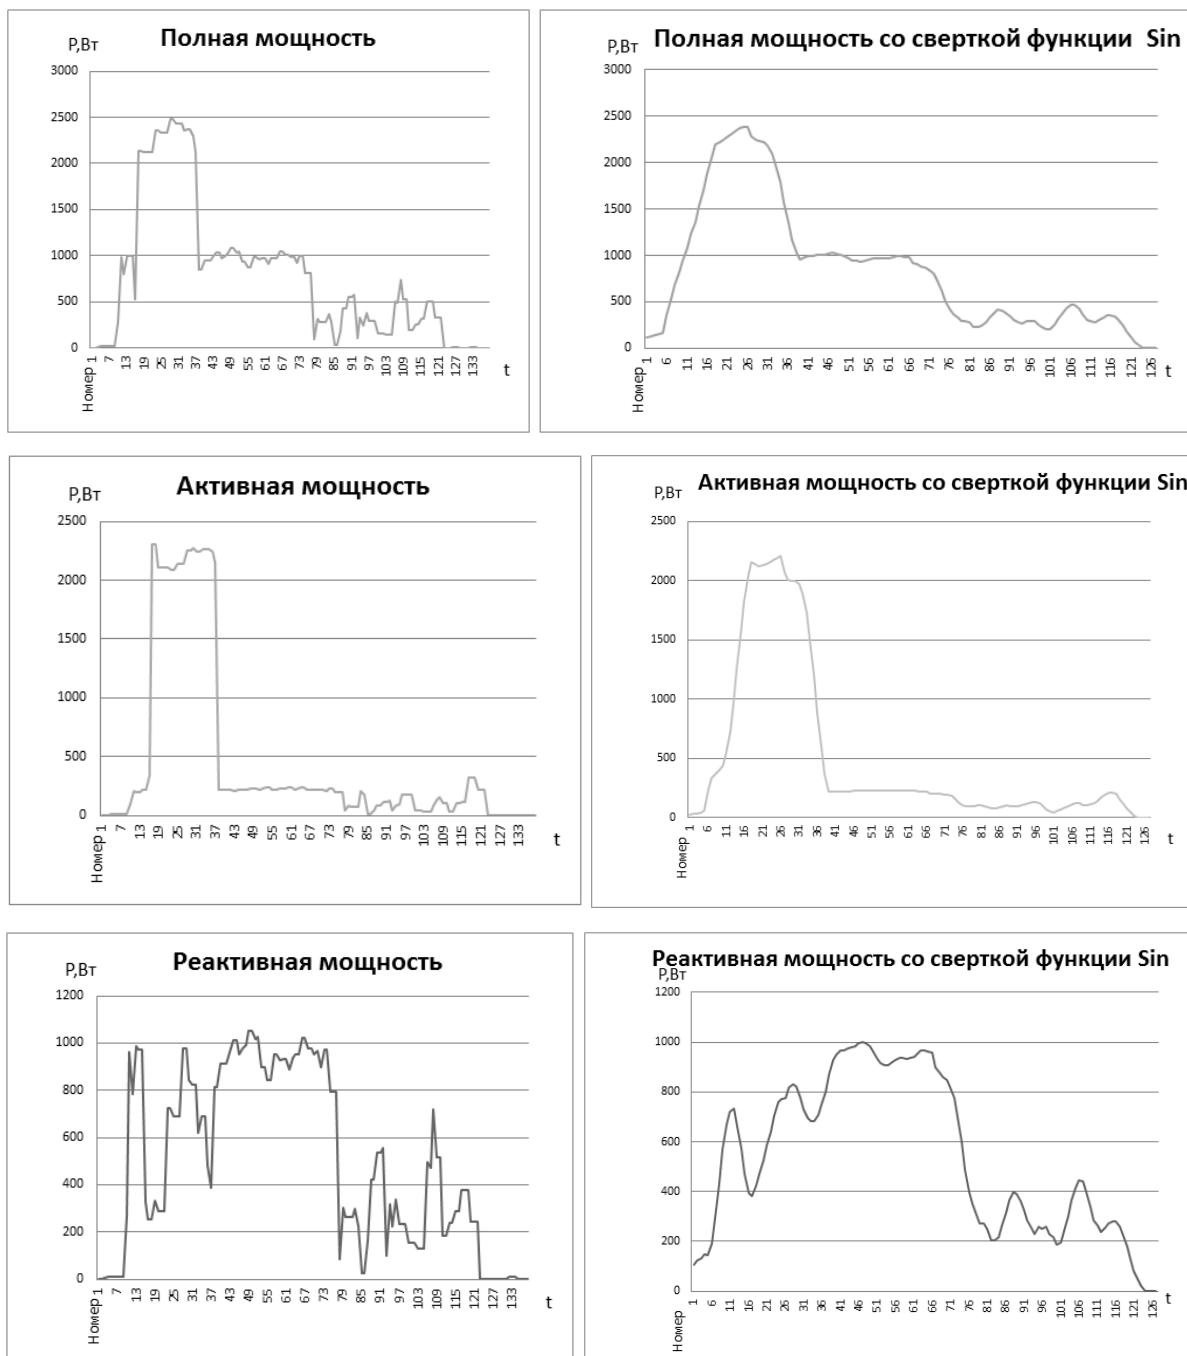 Полная мощность
P,Вт
3000
2500
2000
1500
1000
500
0
Номер 1 7 13 19 25 31 37 43 49 55 61 67 73 79 85 91 97 103 109 115 121 127 133
t
Полная мощность со сверткой функции Sin
P,Вт
3000
2500
2000
1500
1000
500
0
Номер 1 6 11 16 21 26 31 36 41 46 51 56 61 66 71 76 81 86 91 96 101 106 111 116 121 126
t
Активная мощность
P,Вт
2500
2000
1500
1000
500
0
Номер 1 7 13 19 25 31 37 43 49 55 61 67 73 79 85 91 97 103 109 115 121 127 133
t
Активная мощность со сверткой функции Sin
P,Вт
2500
2000
1500
1000
500
0
Номер 1 6 11 16 21 26 31 36 41 46 51 56 61 66 71 76 81 86 91 96 101 106 111 116 121 126
t
Реактивная мощность
P,Вт
1200
1000
800
600
400
200
0
Номер 1 7 13 19 25 31 37 43 49 55 61 67 73 79 85 91 97 103 109 115 121 127 133
t
Реактивная мощность со сверткой функции Sin
P,Вт
1200
1000
800
600
400
200
0
Номер 1 6 11 16 21 26 31 36 41 46 51 56 61 66 71 76 81 86 91 96 101 106 111 116 121 126
t